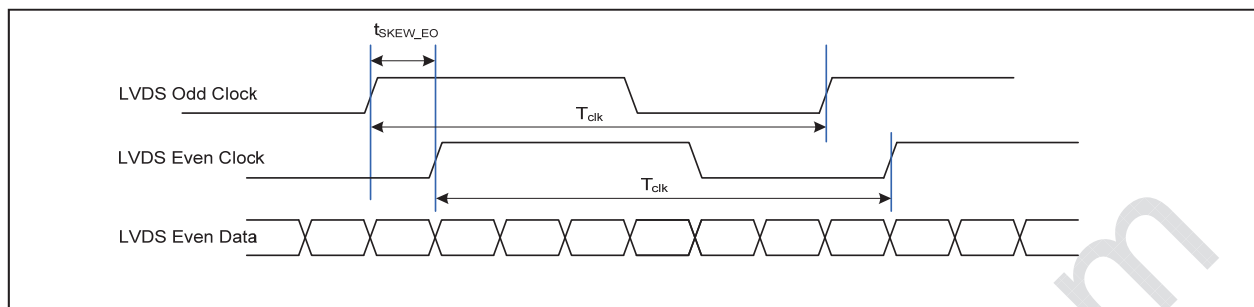 tSKEW_EO
LVDS Odd Clock
Tclk
LVDS Even Clock
Tclk
LVDS Even Data
m